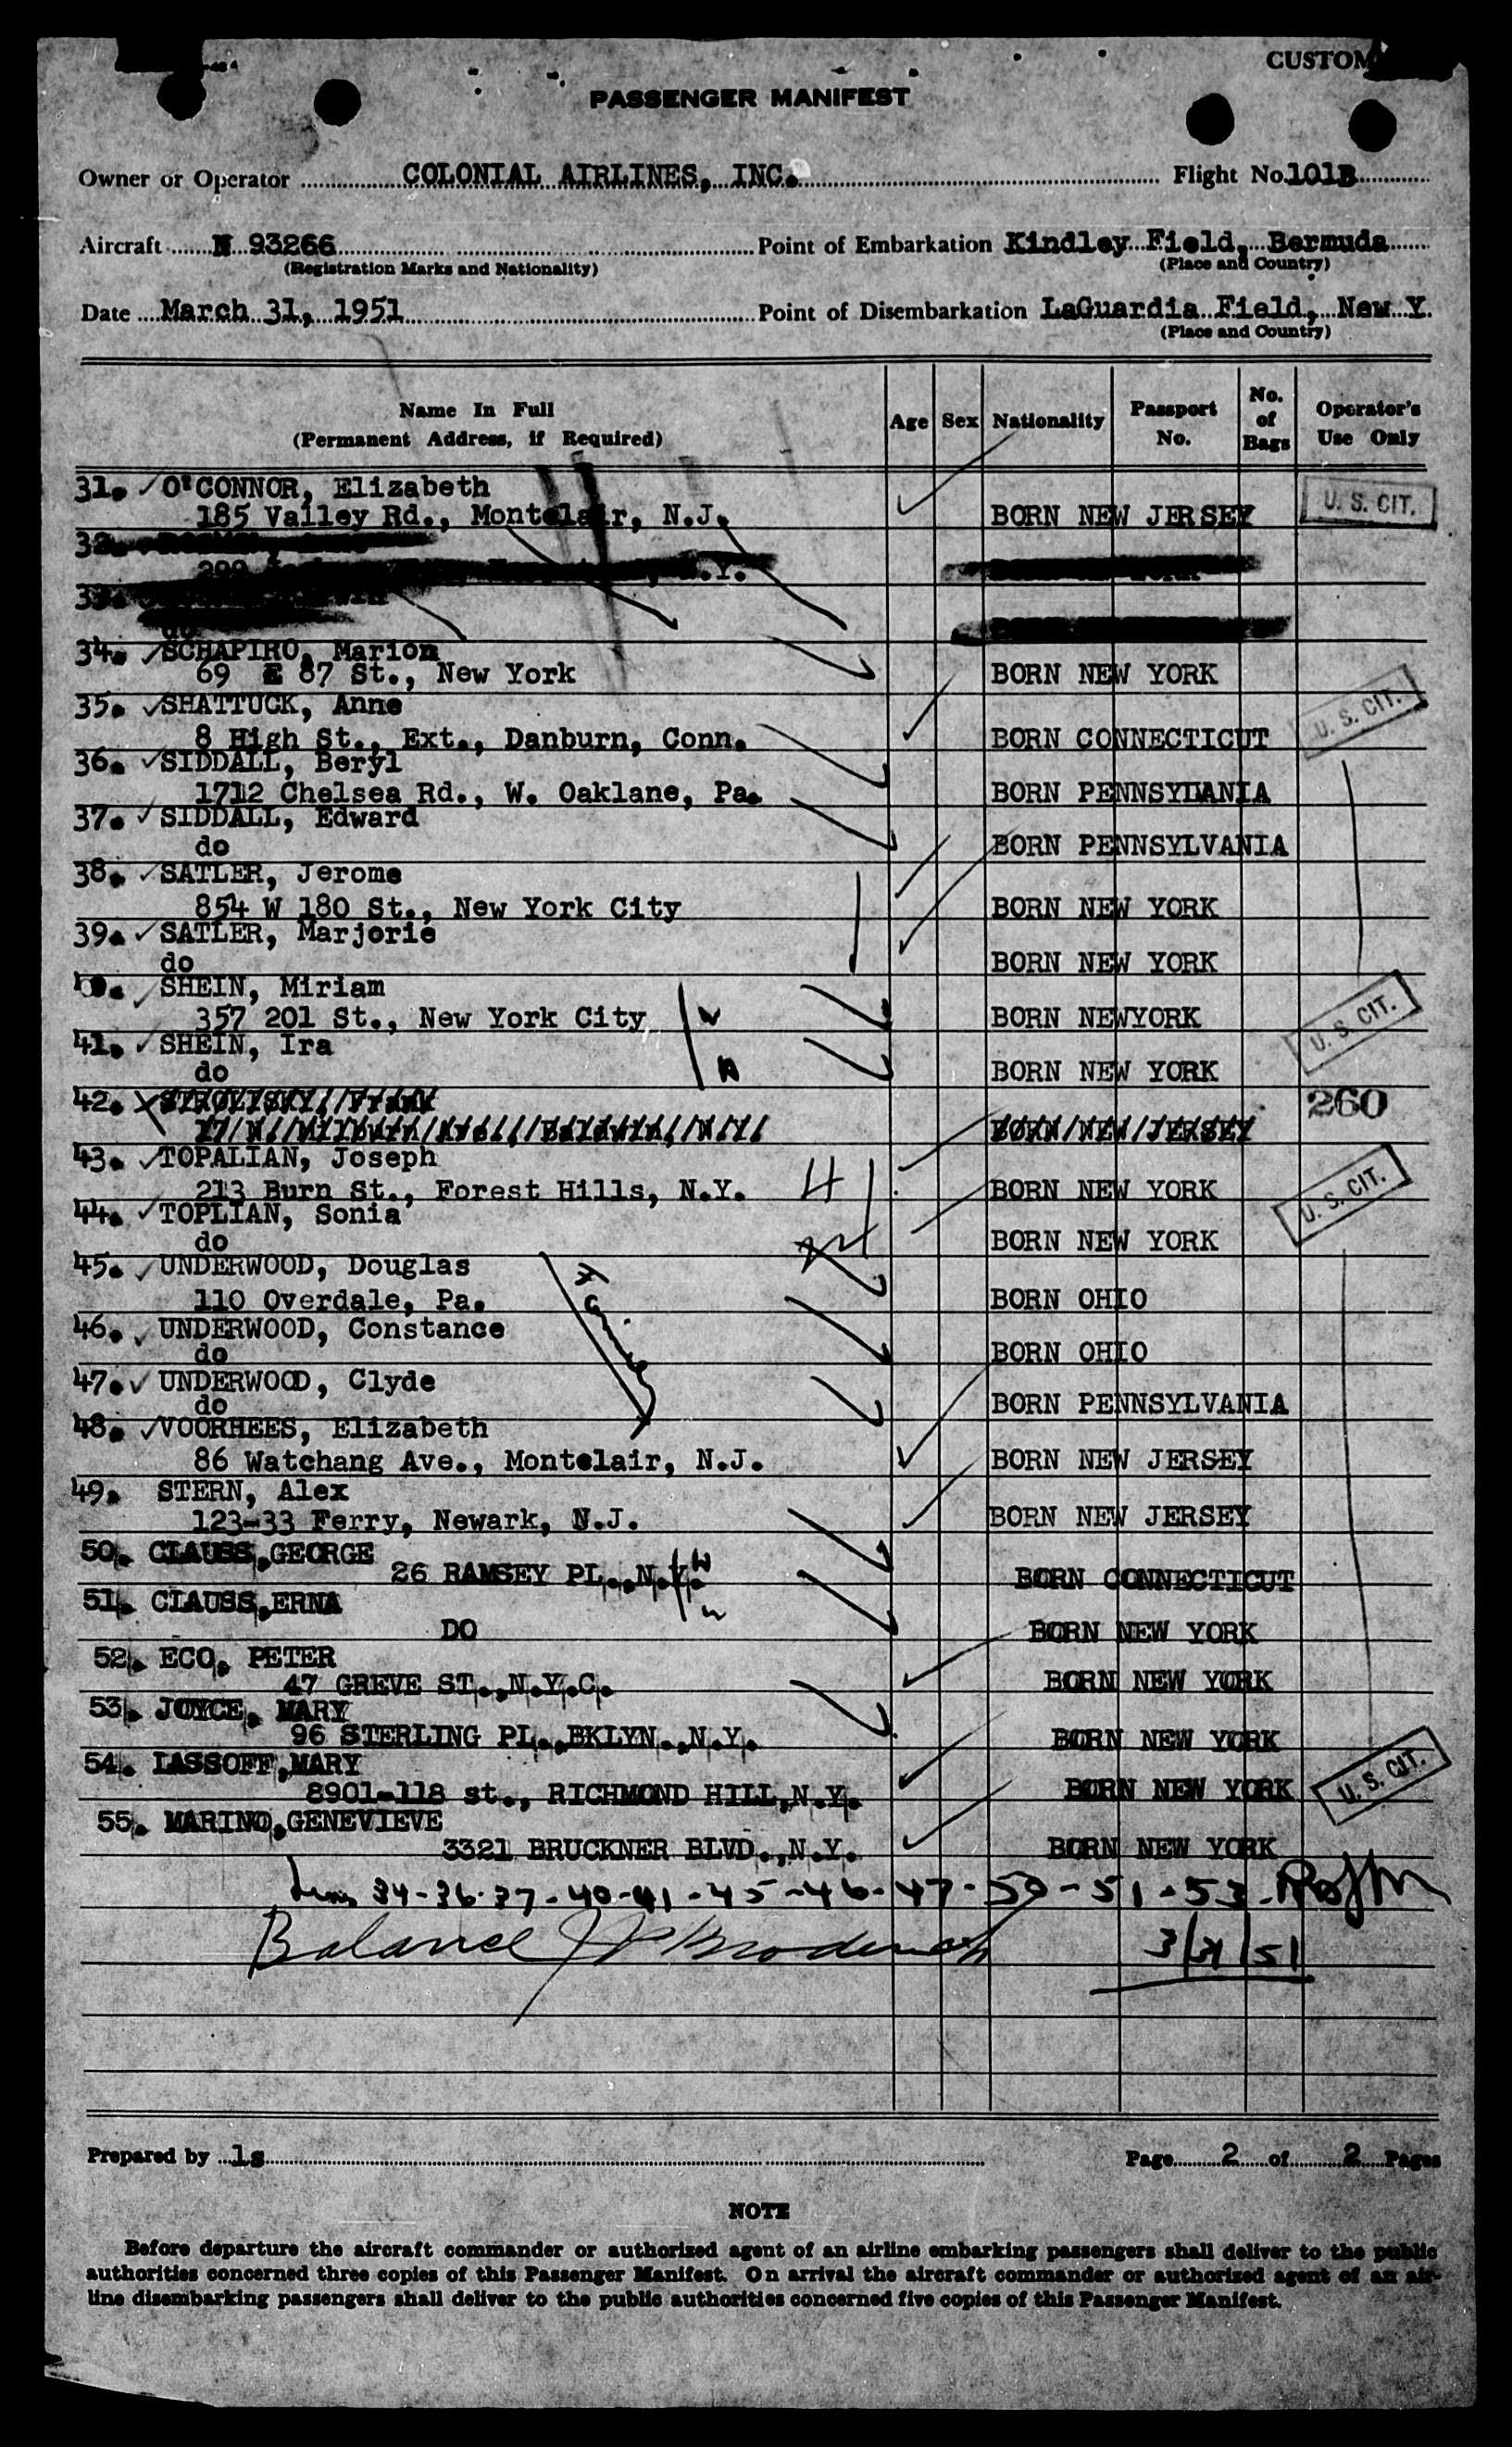 CUSTOM
PASSENGER MANIFEST
Owner or Operator COLONIAL AIRLINES, INC. Flight No. 101B
Aircraft N 93266 Point of Embarkation Kindley Field, Bermuda
(Registration Marks and Nationality) (Place and Country)
Date March 31, 1951 Point of Disembarkation LaGuardia Field, New Y.
(Place and Country)
Name In Full (Permanent Address, if Required) Age Sex Nationality Passport No. No. of Bags Operator's Use Only
31. O'CONNOR, Elizabeth
185 Valley Rd., Montclair, N.J. BORN NEW JERSEY U. S. CIT.
32.
N.Y.
33.
do
34. SCHAPIRO, Marion
69 E 87 St., New York BORN NEW YORK
35. SHATTUCK, Anne
8 High St., Ext., Danburn, Conn. BORN CONNECTICUT U. S. CIT.
36. SIDDALL, Beryl
1712 Chelsea Rd., W. Oaklane, Pa. BORN PENNSYLANIA
37. SIDDALL, Edward
do BORN PENNSYLVANIA
38. SATLER, Jerome
854 W 180 St., New York City BORN NEW YORK
39. SATLER, Marjorie
do BORN NEW YORK
40. SHEIN, Miriam
357 201 St., New York City W BORN NEWYORK U. S. CIT.
41. SHEIN, Ira
do H BORN NEW YORK
42. 260
BORN NEW JERSEY
43. TOPALIAN, Joseph
213 Burn St., Forest Hills, N.Y. H BORN NEW YORK U. S. CIT.
44. TOPLIAN, Sonia
do BORN NEW YORK
45. UNDERWOOD, Douglas
110 Overdale, Pa. BORN OHIO
46. UNDERWOOD, Constance
do BORN OHIO
47. UNDERWOOD, Clyde
do BORN PENNSYLVANIA
48. VOORHEES, Elizabeth
86 Watchang Ave., Montelair, N.J. BORN NEW JERSEY
49. STERN, Alex
123-33 Ferry, Newark, N.J. BORN NEW JERSEY
50. CLAUSS,GEORGE
26 RAMSEY PL.,N.Y. BORN CONNECTICUT
51. CLAUSS,ERNA
DO BORN NEW YORK
52. ECO, PETER
47 GREVE ST.,N.Y.C. BORN NEW YORK
53. JOYCE, MARY
96 STERLING PL.,BKLYN.,N.Y. BORN NEW YORK
54. LASSOFF,MARY
8901-118 st., RICHMOND HILL,N.Y. BORN NEW YORK U. S. CIT.
55. MARINO,GENEVIEVE
3321 BRUCKNER BLVD.,N.Y. BORN NEW YORK
34-36-37-40-41-45-46-47-50-51-53
Balance 3/31/51
Prepared by ls Page 2 of 2 Pages
NOTE
Before departure the aircraft commander or authorized agent of an airline embarking passengers shall deliver to the public
authorities concerned three copies of this Passenger Manifest. On arrival the aircraft commander or authorized agent of an air-
line disembarking passengers shall deliver to the public authorities concerned five copies of this Passenger Manifest.